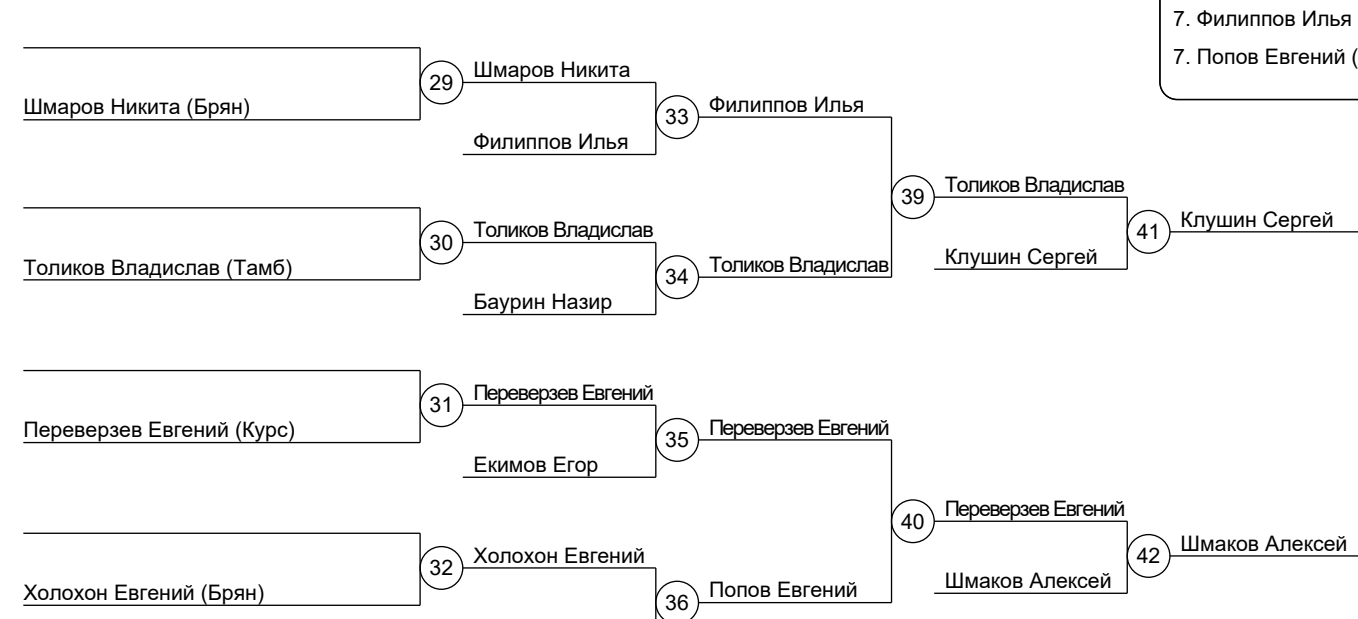 7. Филиппов Илья
7. Попов Евгений (
29
Шмаров Никита
Шмаров Никита (Брян)
33
Филиппов Илья
Филиппов Илья
39
Толиков Владислав
30
Толиков Владислав
41
Клушин Сергей
Толиков Владислав (Тамб)
34
Толиков Владислав
Клушин Сергей
Баурин Назир
31
Переверзев Евгений
Переверзев Евгений (Курс)
35
Переверзев Евгений
Екимов Егор
40
Переверзев Евгений
32
Холохон Евгений
42
Шмаков Алексей
Холохон Евгений (Брян)
36
Попов Евгений
Шмаков Алексей